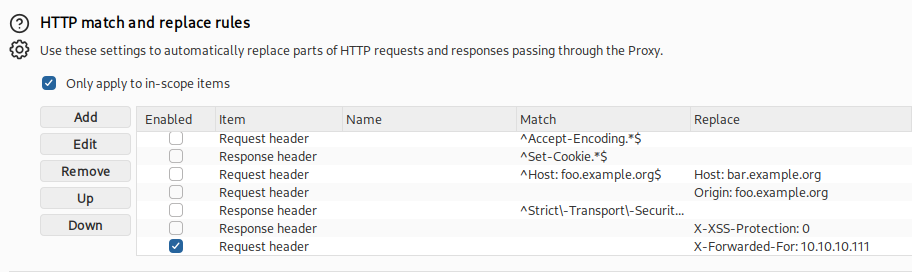 HTTP match and replace rules
Use these settings to automatically replace parts of HTTP requests and responses passing through the Proxy.
Only apply to in-scope items
Add
Edit
Remove
Up
Down
Enabled Item Name Match Replace
Request header ^Accept-Encoding.*$
Response header ^Set-Cookie.*$
Request header ^Host: foo.example.org$ Host: bar.example.org
Request header Origin: foo.example.org
Response header ^Strict\-Transport\-Securit...
Response header X-XSS-Protection: 0
Request header X-Forwarded-For: 10.10.10.111